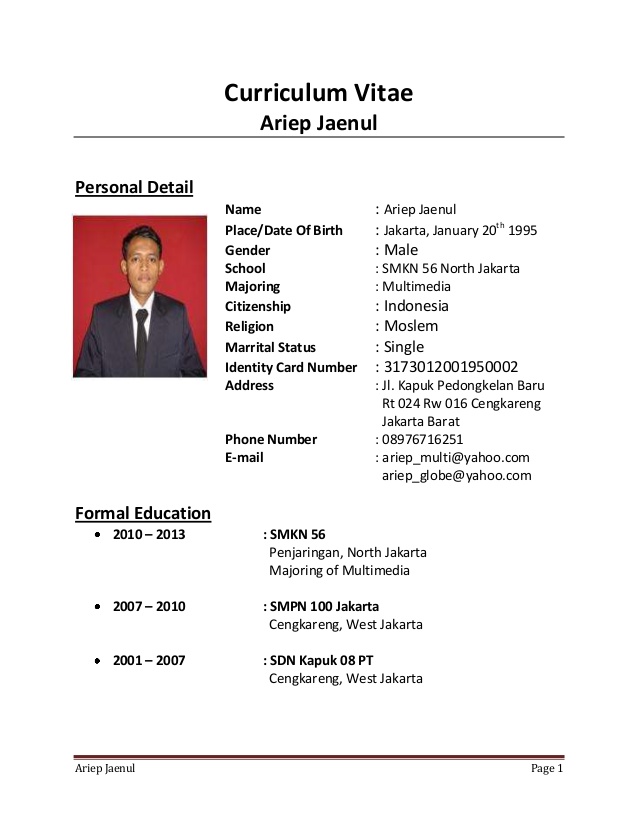 Curriculum Vitae
Ariep Jaenul
Personal Detail
Name : Ariep Jaenul
Place/Date Of Birth : Jakarta, January 20th 1995
Gender : Male
School : SMKN 56 North Jakarta
Majoring : Multimedia
Citizenship : Indonesia
Religion : Moslem
Marrital Status : Single
Identity Card Number : 3173012001950002
Address : Jl. Kapuk Pedongkelan Baru
Rt 024 Rw 016 Cengkareng
Jakarta Barat
Phone Number : 08976716251
E-mail : ariep_multi@yahoo.com
ariep_globe@yahoo.com
Formal Education
• 2010 – 2013 : SMKN 56
Penjaringan, North Jakarta
Majoring of Multimedia
• 2007 – 2010 : SMPN 100 Jakarta
Cengkareng, West Jakarta
• 2001 – 2007 : SDN Kapuk 08 PT
Cengkareng, West Jakarta
Ariep Jaenul Page 1